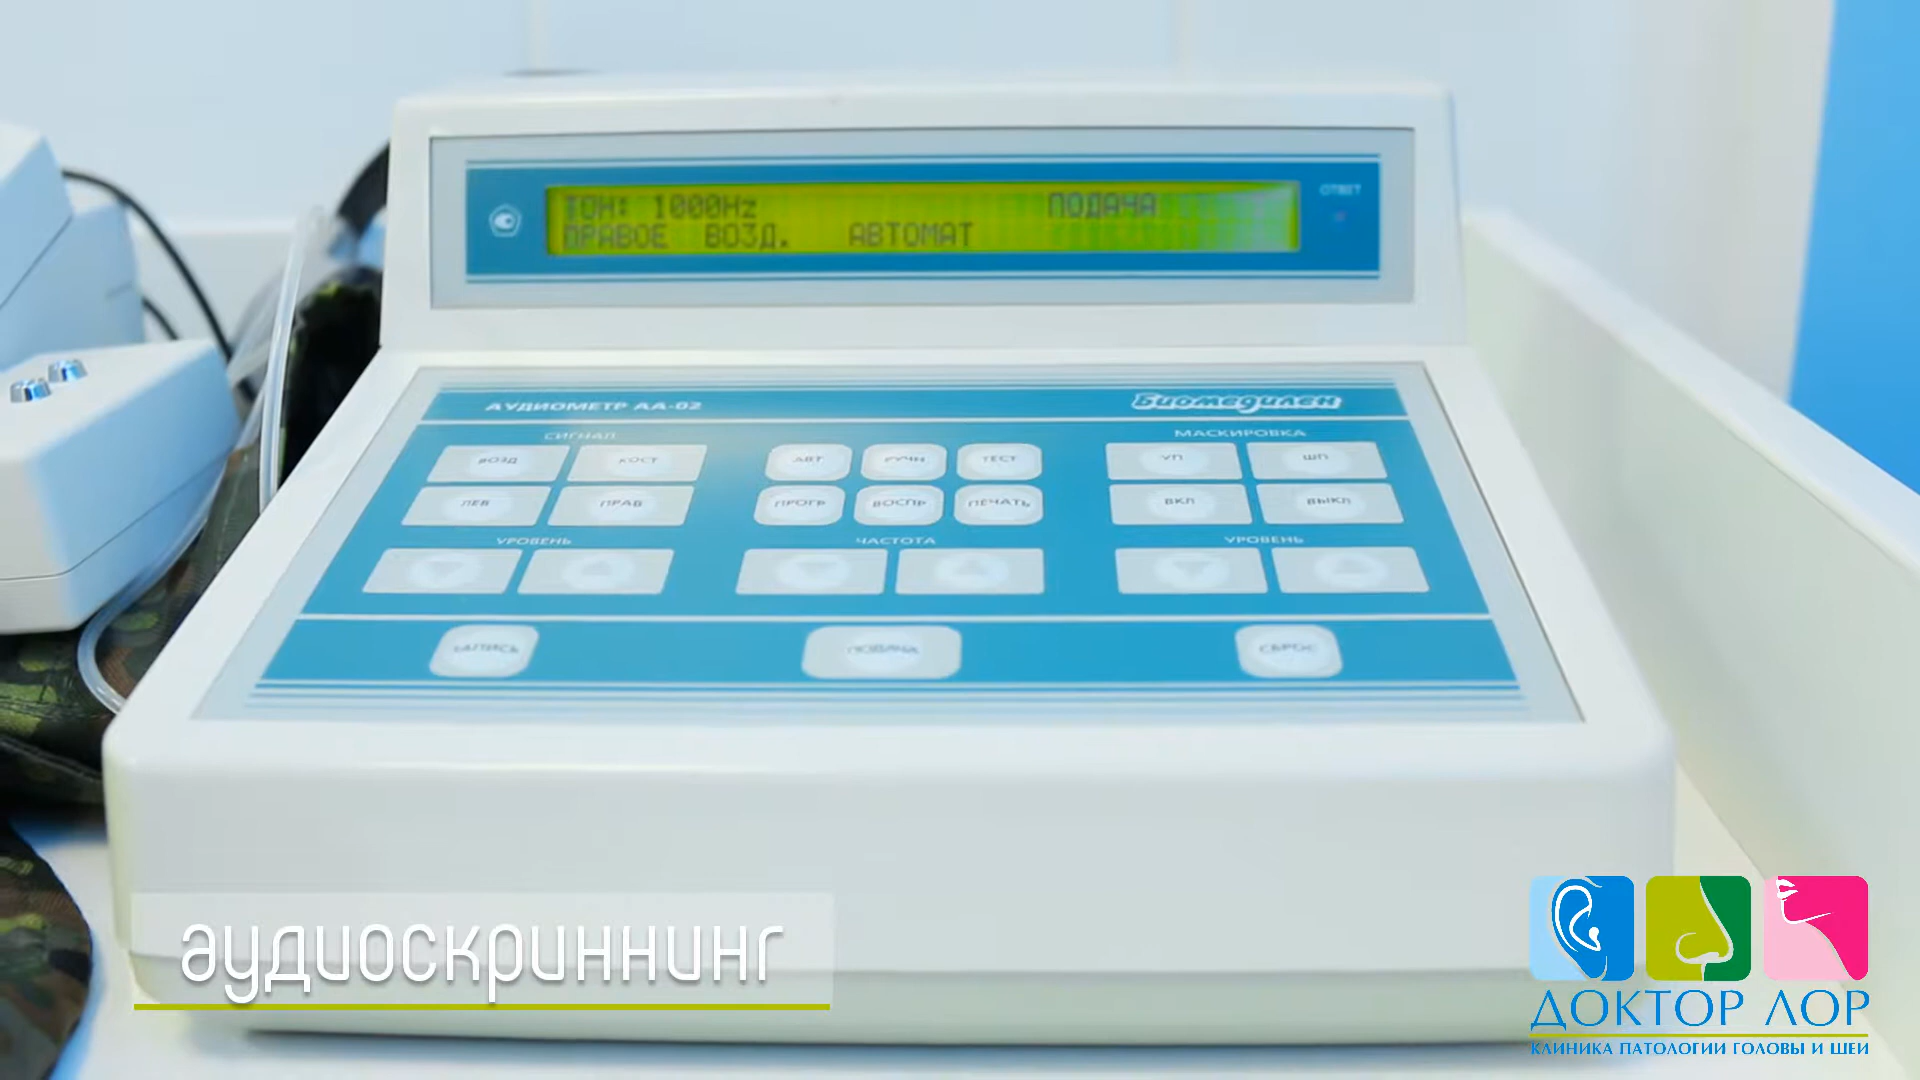 ТОН: 1000Hz ПОДАЧА
ПРАВОЕ ВОЗД. АВТОМАТ
ОТВЕТ
АУДИОМЕТР АА-02
Биомедилен
СИГНАЛ
МАСКИРОВКА
ВОЗД КОСТ
АВТ РУЧН ТЕСТ
УП ШП
ЛЕВ ПРАВ
ПРОГР ВОСПР ПЕЧАТЬ
ВКЛ ВЫКЛ
УРОВЕНЬ
ЧАСТОТА
УРОВЕНЬ
ЗАПИСЬ
ПОДАЧА
СБРОС
аудиоскриннинг
ДОКТОР ЛОР
КЛИНИКА ПАТОЛОГИИ ГОЛОВЫ И ШЕИ